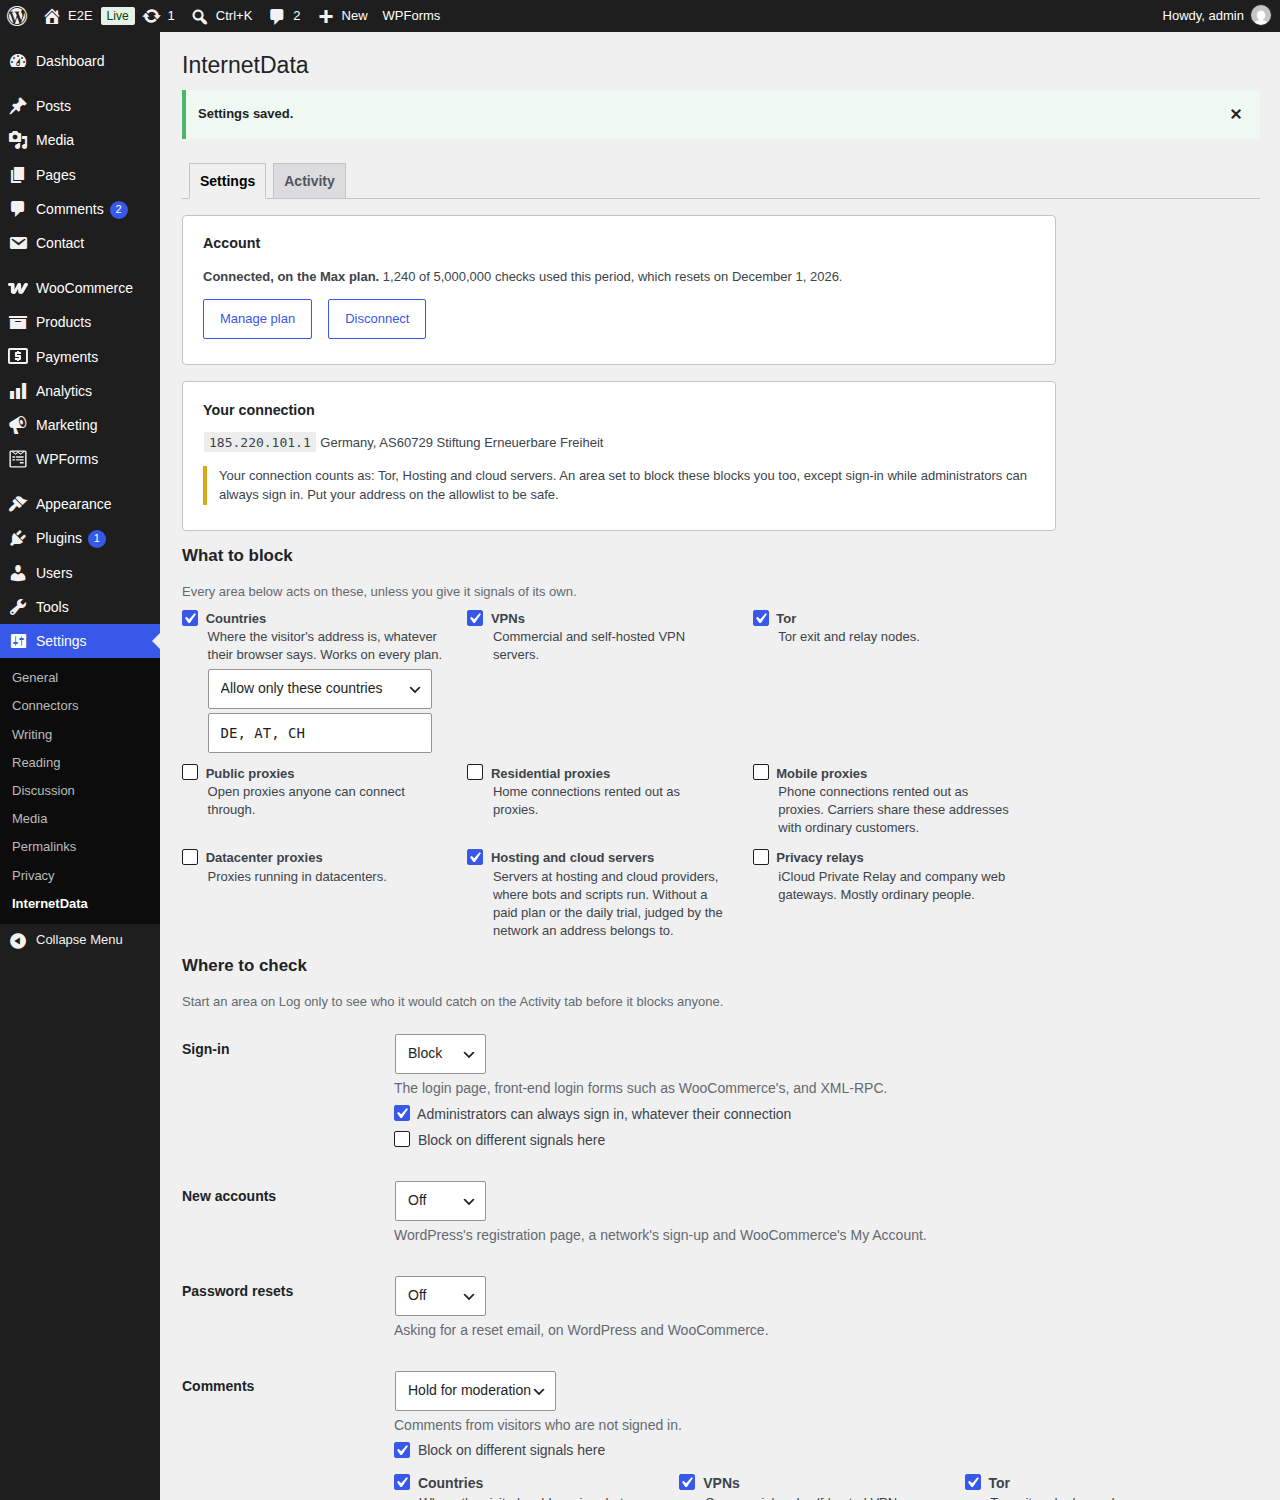 E2E Live 1 Ctrl+K 2 New WPForms Howdy, admin
Dashboard
Posts
Media
Pages
Comments 2
Contact
WooCommerce
Products
Payments
Analytics
Marketing
WPForms
Appearance
Plugins 1
Users
Tools
Settings
General
Connectors
Writing
Reading
Discussion
Media
Permalinks
Privacy
InternetData
Collapse Menu
InternetData
Settings saved.
Settings Activity
Account
Connected, on the Max plan. 1,240 of 5,000,000 checks used this period, which resets on December 1, 2026.
Manage plan Disconnect
Your connection
185.220.101.1 Germany, AS60729 Stiftung Erneuerbare Freiheit
Your connection counts as: Tor, Hosting and cloud servers. An area set to block these blocks you too, except sign-in while administrators can
always sign in. Put your address on the allowlist to be safe.
What to block
Every area below acts on these, unless you give it signals of its own.
Countries
Where the visitor's address is, whatever
their browser says. Works on every plan.
Allow only these countries
DE, AT, CH
VPNs
Commercial and self-hosted VPN
servers.
Tor
Tor exit and relay nodes.
Public proxies
Open proxies anyone can connect
through.
Residential proxies
Home connections rented out as
proxies.
Mobile proxies
Phone connections rented out as
proxies. Carriers share these addresses
with ordinary customers.
Datacenter proxies
Proxies running in datacenters.
Hosting and cloud servers
Servers at hosting and cloud providers,
where bots and scripts run. Without a
paid plan or the daily trial, judged by the
network an address belongs to.
Privacy relays
iCloud Private Relay and company web
gateways. Mostly ordinary people.
Where to check
Start an area on Log only to see who it would catch on the Activity tab before it blocks anyone.
Sign-in
Block
The login page, front-end login forms such as WooCommerce's, and XML-RPC.
Administrators can always sign in, whatever their connection
Block on different signals here
New accounts
Off
WordPress's registration page, a network's sign-up and WooCommerce's My Account.
Password resets
Off
Asking for a reset email, on WordPress and WooCommerce.
Comments
Hold for moderation
Comments from visitors who are not signed in.
Block on different signals here
Countries VPNs Tor